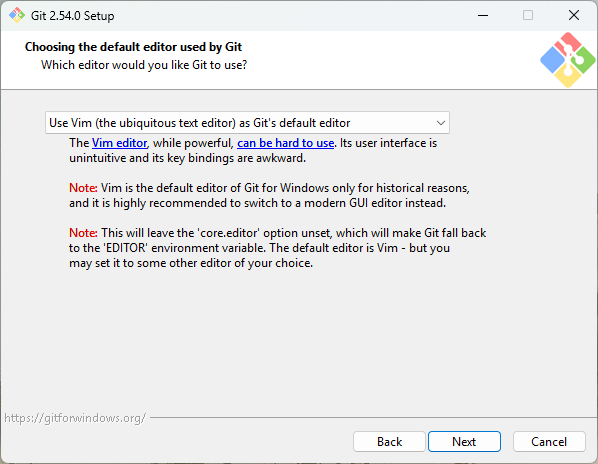 Git 2.54.0 Setup
Choosing the default editor used by Git
Which editor would you like Git to use?
Use Vim (the ubiquitous text editor) as Git's default editor
The Vim editor, while powerful, can be hard to use. Its user interface is
unintuitive and its key bindings are awkward.
Note: Vim is the default editor of Git for Windows only for historical reasons,
and it is highly recommended to switch to a modern GUI editor instead.
Note: This will leave the 'core.editor' option unset, which will make Git fall back
to the 'EDITOR' environment variable. The default editor is Vim - but you
may set it to some other editor of your choice.
https://gitforwindows.org/
Back Next Cancel